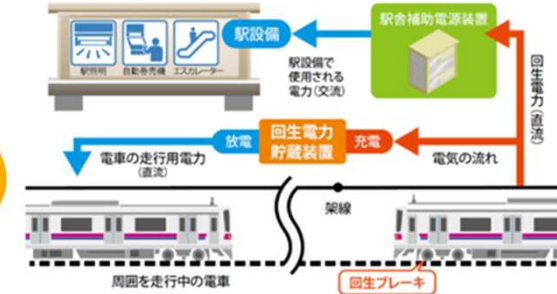 駅設備
駅照明
自動券売機
エスカレーター
駅設備で
使用される
電力(交流)
駅舎補助電源装置
回生電力(直流)
放電
回生電力
貯蔵装置
充電
電車の走行用電力
(直流)
電気の流れ
架線
周囲を走行中の電車
回生ブレーキ